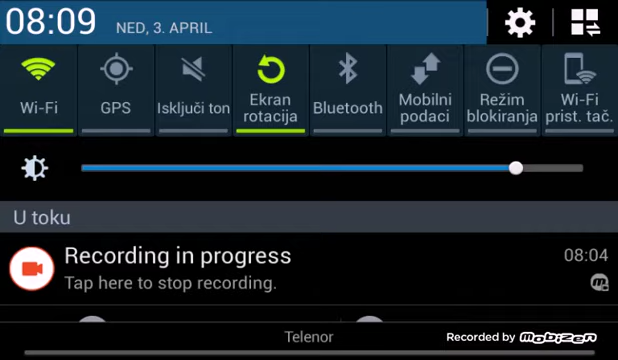 08:09 NED, 3. APRIL
Wi-Fi
GPS
Isključi ton
Ekran
rotacija
Bluetooth
Mobilni
podaci
Režim
blokiranja
Wi-Fi
prist. tač.
U toku
Recording in progress 08:04
Tap here to stop recording.
Telenor
Recorded by mobizen